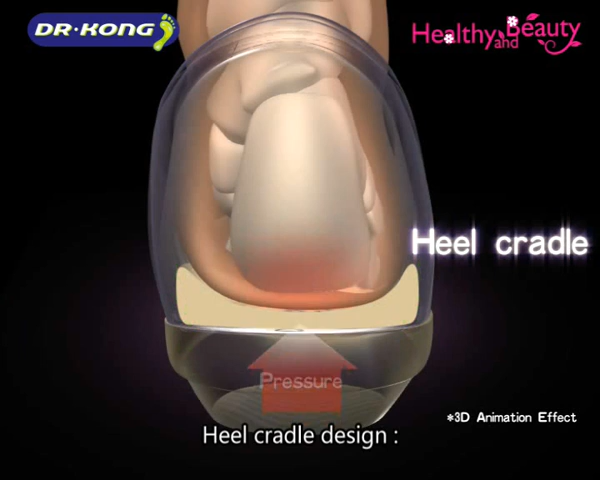 DR·KONG
Healthy and Beauty
Heel cradle
Pressure
*3D Animation Effect
Heel cradle design :